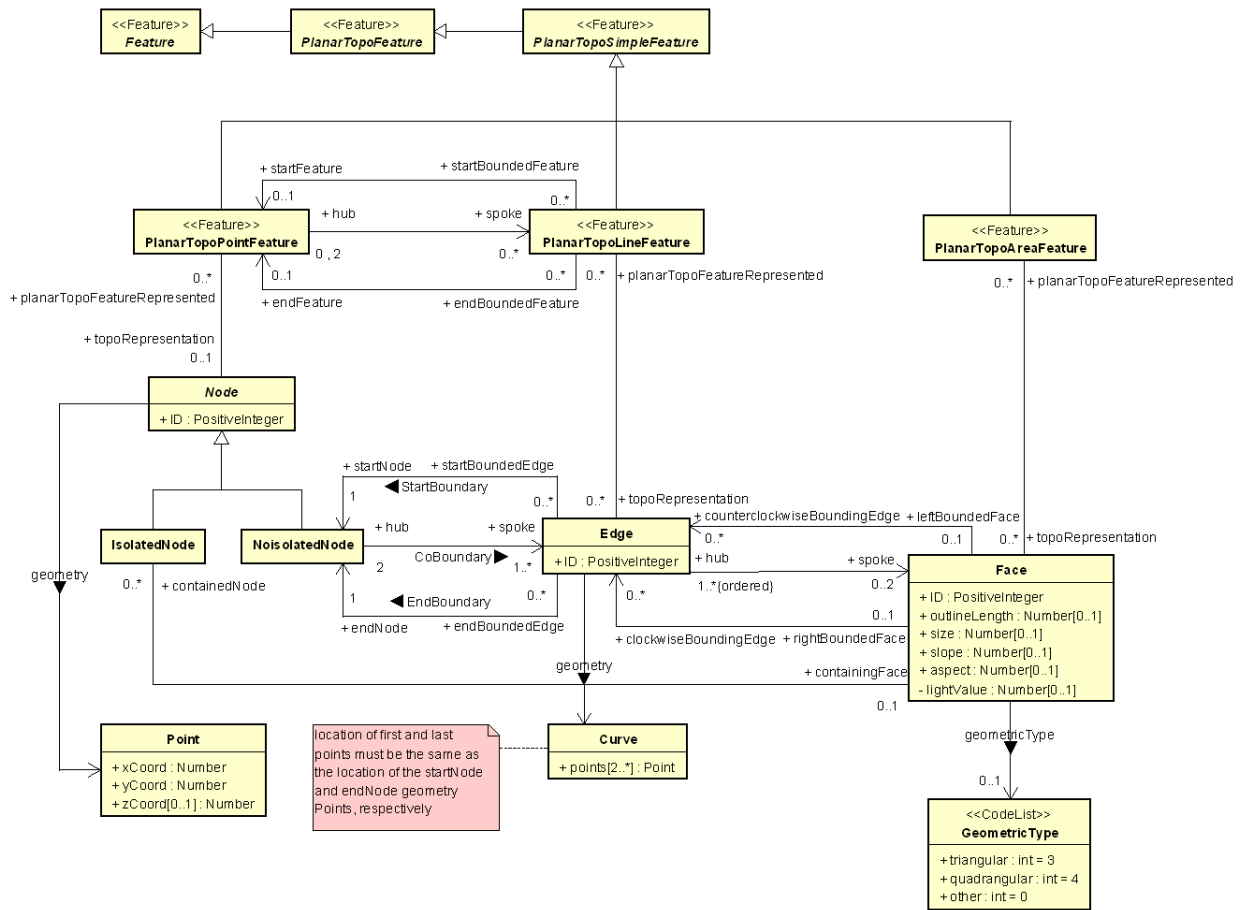 <<Feature>>
Feature
<<Feature>>
PlanarTopoFeature
<<Feature>>
PlanarTopoSimpleFeature
+ startFeature
+ startBoundedFeature
0..1
0..*
<<Feature>>
PlanarTopoPointFeature
+ hub
+ spoke
0 , 2
0..*
<<Feature>>
PlanarTopoLineFeature
<<Feature>>
PlanarTopoAreaFeature
0..*
0..1
0..*
0..*
+ planarTopoFeatureRepresented
+ planarTopoFeatureRepresented
0..*
+ planarTopoFeatureRepresented
+ endFeature
+ endBoundedFeature
+ topoRepresentation
0..1
Node
+ ID : PositiveInteger
+ startNode
+ startBoundedEdge
StartBoundary
1
0..*
0..*
+ topoRepresentation
+ counterclockwiseBoundingEdge
+ leftBoundedFace
0..*
0..1
0..*
+ topoRepresentation
IsolatedNode
NoisolatedNode
+ hub
+ spoke
CoBoundary
2
1..*
Edge
+ ID : PositiveInteger
+ hub
+ spoke
1..*{ordered}
0..2
geometry
0..*
+ containedNode
1
EndBoundary
0..*
+ endNode
+ endBoundedEdge
0..*
0..1
+ clockwiseBoundingEdge
+ rightBoundedFace
Face
+ ID : PositiveInteger
+ outlineLength : Number[0..1]
+ size : Number[0..1]
+ slope : Number[0..1]
+ aspect : Number[0..1]
- lightValue : Number[0..1]
geometry
+ containingFace
0..1
Point
+ xCoord : Number
+ yCoord : Number
+ zCoord[0..1] : Number
location of first and last
points must be the same as
the location of the startNode
and endNode geometry
Points, respectively
Curve
+ points[2..*] : Point
geometricType
0..1
<<CodeList>>
GeometricType
+ triangular : int = 3
+ quadrangular : int = 4
+ other : int = 0